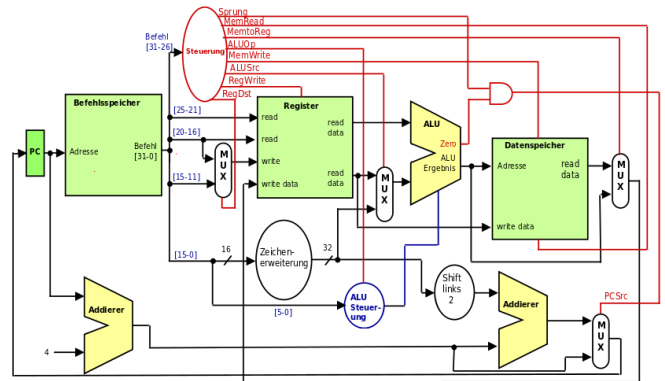 Sprung
MemRead
MemtoReg
ALUOp
MemWrite
ALUSrc
RegWrite
RegDst
Steuerung
Befehl
[31-26]
Befehlsspeicher
PC
Adresse
Befehl
[31-0]
[25-21]
[20-16]
[15-11]
[15-0]
MUX
Register
read
read
write
write data
read
data
read
data
MUX
ALU
Zero
ALU
Ergebnis
Datenspeicher
Adresse
read
data
write data
MUX
16
Zeichen-
erweiterung
32
[5-0]
ALU
Steuer-
ung
Shift
links
2
Addierer
4
Addierer
MUX
PCSrc